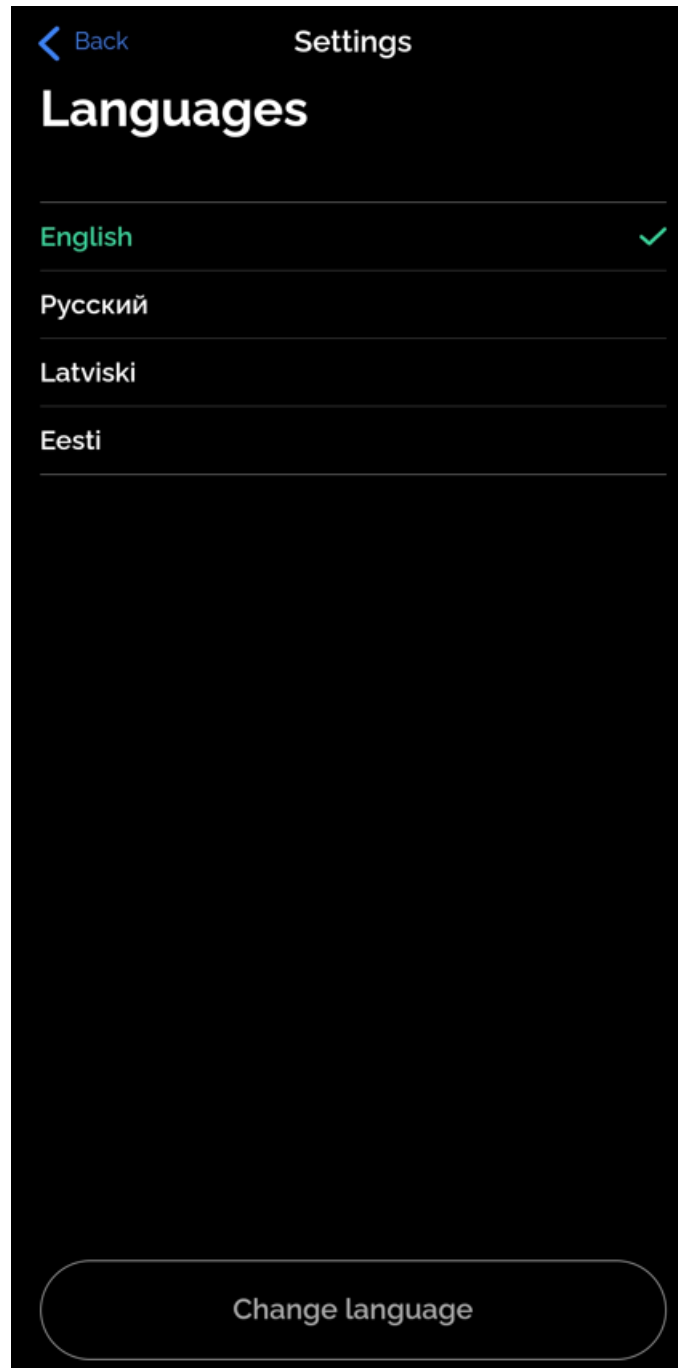 Back Settings
Languages
English
Русский
Latviski
Eesti
Change language